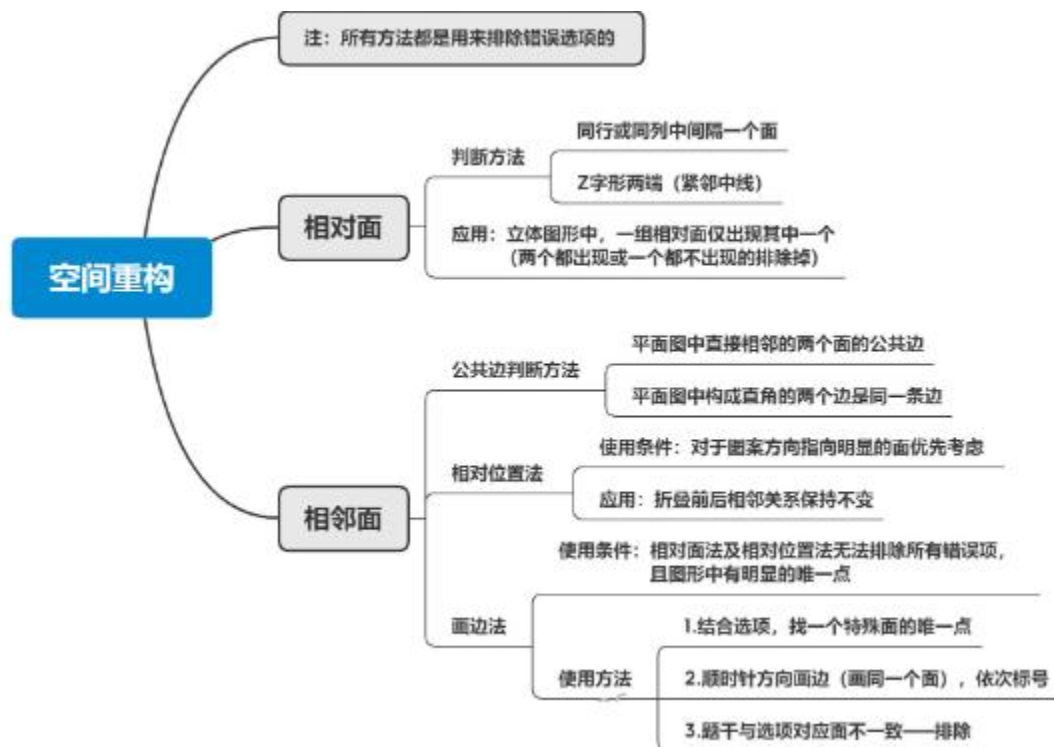 注：所有方法都是用来排除错误选项的
同行或同列中间隔一个面
判断方法
Z字形两端（紧邻中线）
相对面
应用：立体图形中，一组相对面仅出现其中一个
（两个都出现或一个都不出现的排除掉）
空间重构
平面图中直接相邻的两个面的公共边
公共边判断方法
平面图中构成直角的两个边是同一条边
使用条件：对于图案方向指向明显的面优先考虑
相对位置法
应用：折叠前后相邻关系保持不变
相邻面
使用条件：相对面法及相对位置法无法排除所有错误项，
且图形中有明显的唯一点
画边法
1.结合选项，找一个特殊面的唯一点
使用方法
2.顺时针方向画边（画同一个面），依次标号
3.题干与选项对应面不一致——排除